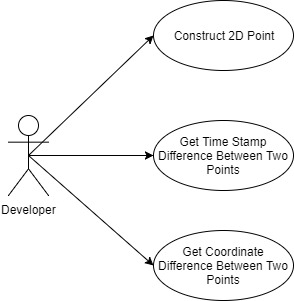 Construct 2D Point
Get Time Stamp
Difference Between Two
Points
Developer
Get Coordinate
Difference Between Two
Points